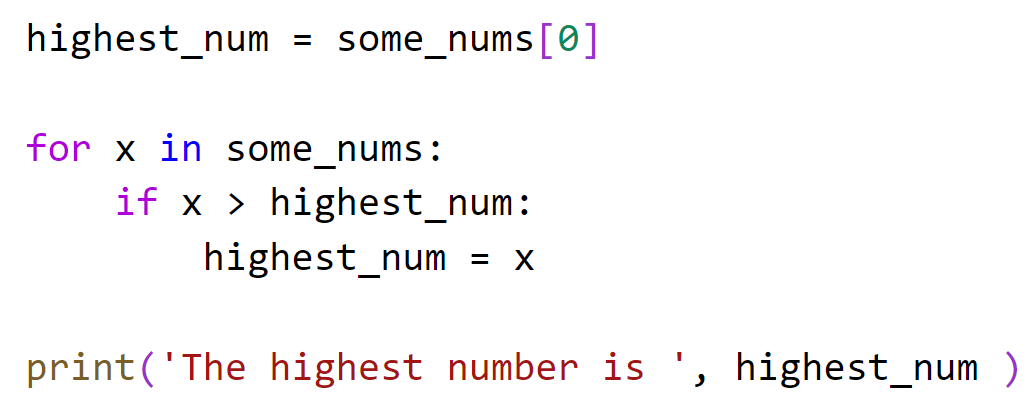 highest_num = some_nums[0]
for x in some_nums:
    if x > highest_num:
        highest_num = x
print('The highest number is ', highest_num )